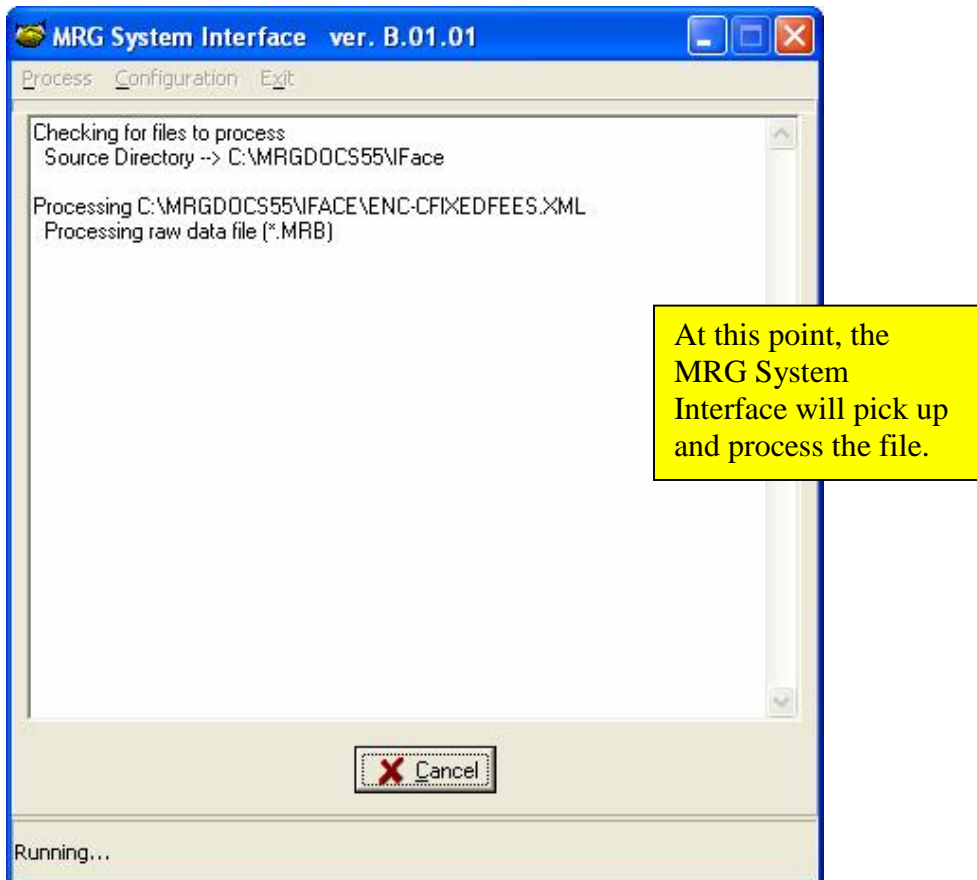 MRG System Interface ver. B.01.01
Process Configuration Exit
Checking for files to process
Source Directory --> C:\MRGDOCS55\IFace
Processing C:\MRGDOCS55\IFACE\ENC-CFIXEDFEES.XML
Processing raw data file (*.MRB)
At this point, the
MRG System
Interface will pick up
and process the file.
Cancel
Running...